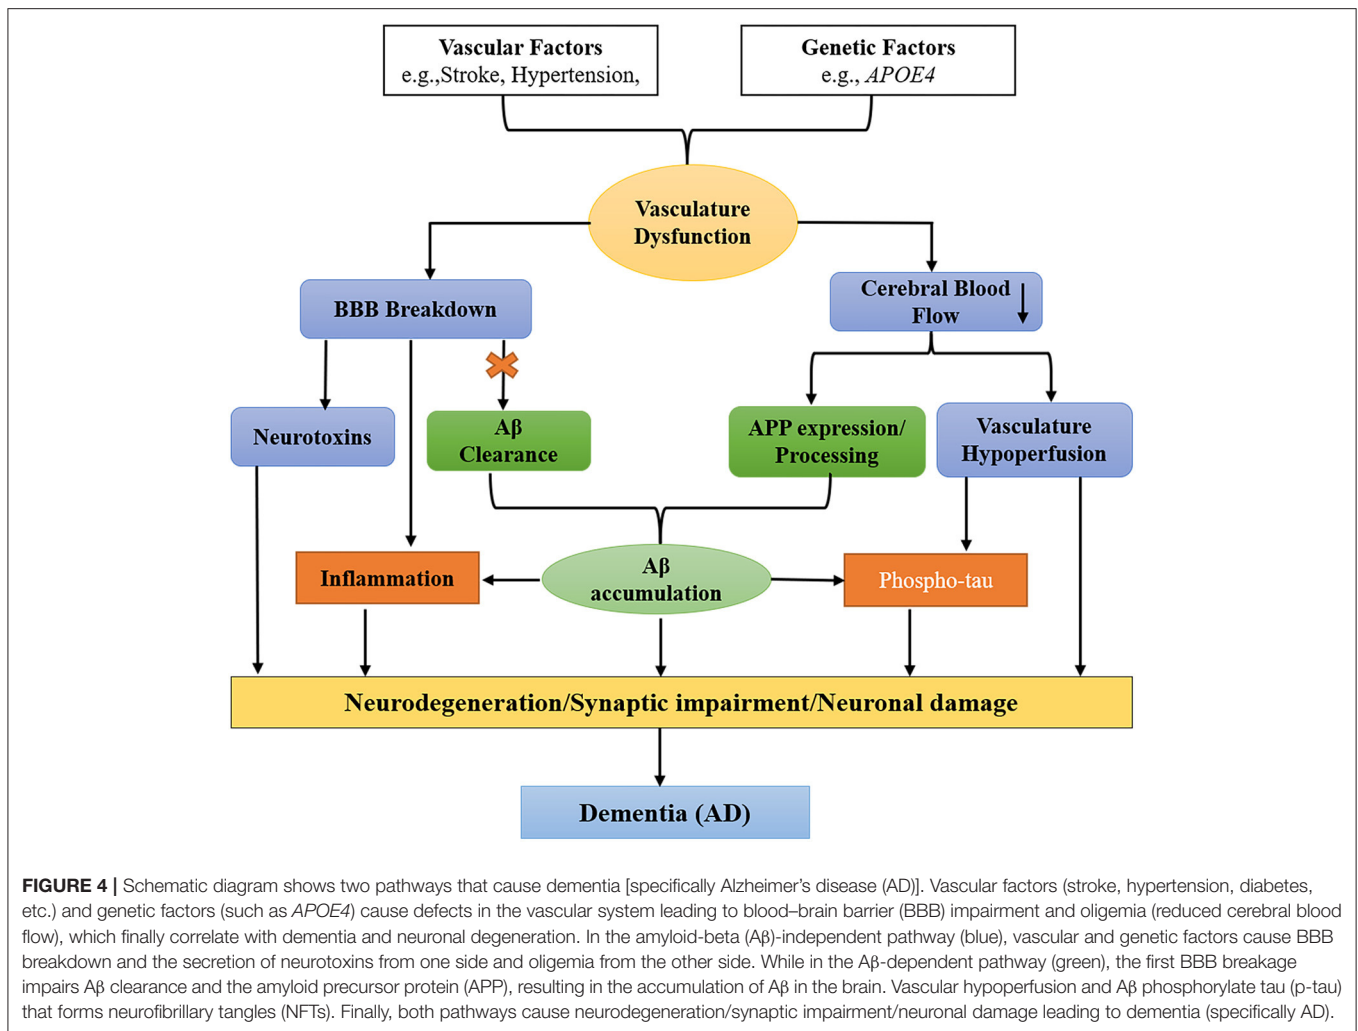 Vascular Factors
e.g.,Stroke, Hypertension,
Genetic Factors
e.g., APOE4
Vasculature
Dysfunction
BBB Breakdown
Cerebral Blood
Flow
Neurotoxins
Aβ
Clearance
APP expression/
Processing
Vasculature
Hypoperfusion
Inflammation
Aβ
accumulation
Phospho-tau
Neurodegeneration/Synaptic impairment/Neuronal damage
Dementia (AD)
FIGURE 4 | Schematic diagram shows two pathways that cause dementia [specifically Alzheimer's disease (AD)]. Vascular factors (stroke, hypertension, diabetes,
etc.) and genetic factors (such as APOE4) cause defects in the vascular system leading to blood–brain barrier (BBB) impairment and oligemia (reduced cerebral blood
flow), which finally correlate with dementia and neuronal degeneration. In the amyloid-beta (Aβ)-independent pathway (blue), vascular and genetic factors cause BBB
breakdown and the secretion of neurotoxins from one side and oligemia from the other side. While in the Aβ-dependent pathway (green), the first BBB breakage
impairs Aβ clearance and the amyloid precursor protein (APP), resulting in the accumulation of Aβ in the brain. Vascular hypoperfusion and Aβ phosphorylate tau (p-tau)
that forms neurofibrillary tangles (NFTs). Finally, both pathways cause neurodegeneration/synaptic impairment/neuronal damage leading to dementia (specifically AD).